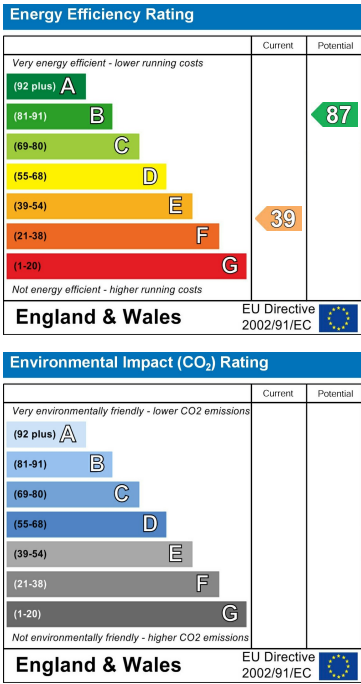 Energy Efficiency Rating
Current Potential
Very energy efficient - lower running costs
(92 plus) A
(81-91) B
87
(69-80) C
(55-68) D
(39-54) E
39
(21-38) F
(1-20) G
Not energy efficient - higher running costs
England & Wales
EU Directive
2002/91/EC
Environmental Impact (CO₂) Rating
Current Potential
Very environmentally friendly - lower CO2 emissions
(92 plus) A
(81-91) B
(69-80) C
(55-68) D
(39-54) E
(21-38) F
(1-20) G
Not environmentally friendly - higher CO2 emissions
England & Wales
EU Directive
2002/91/EC